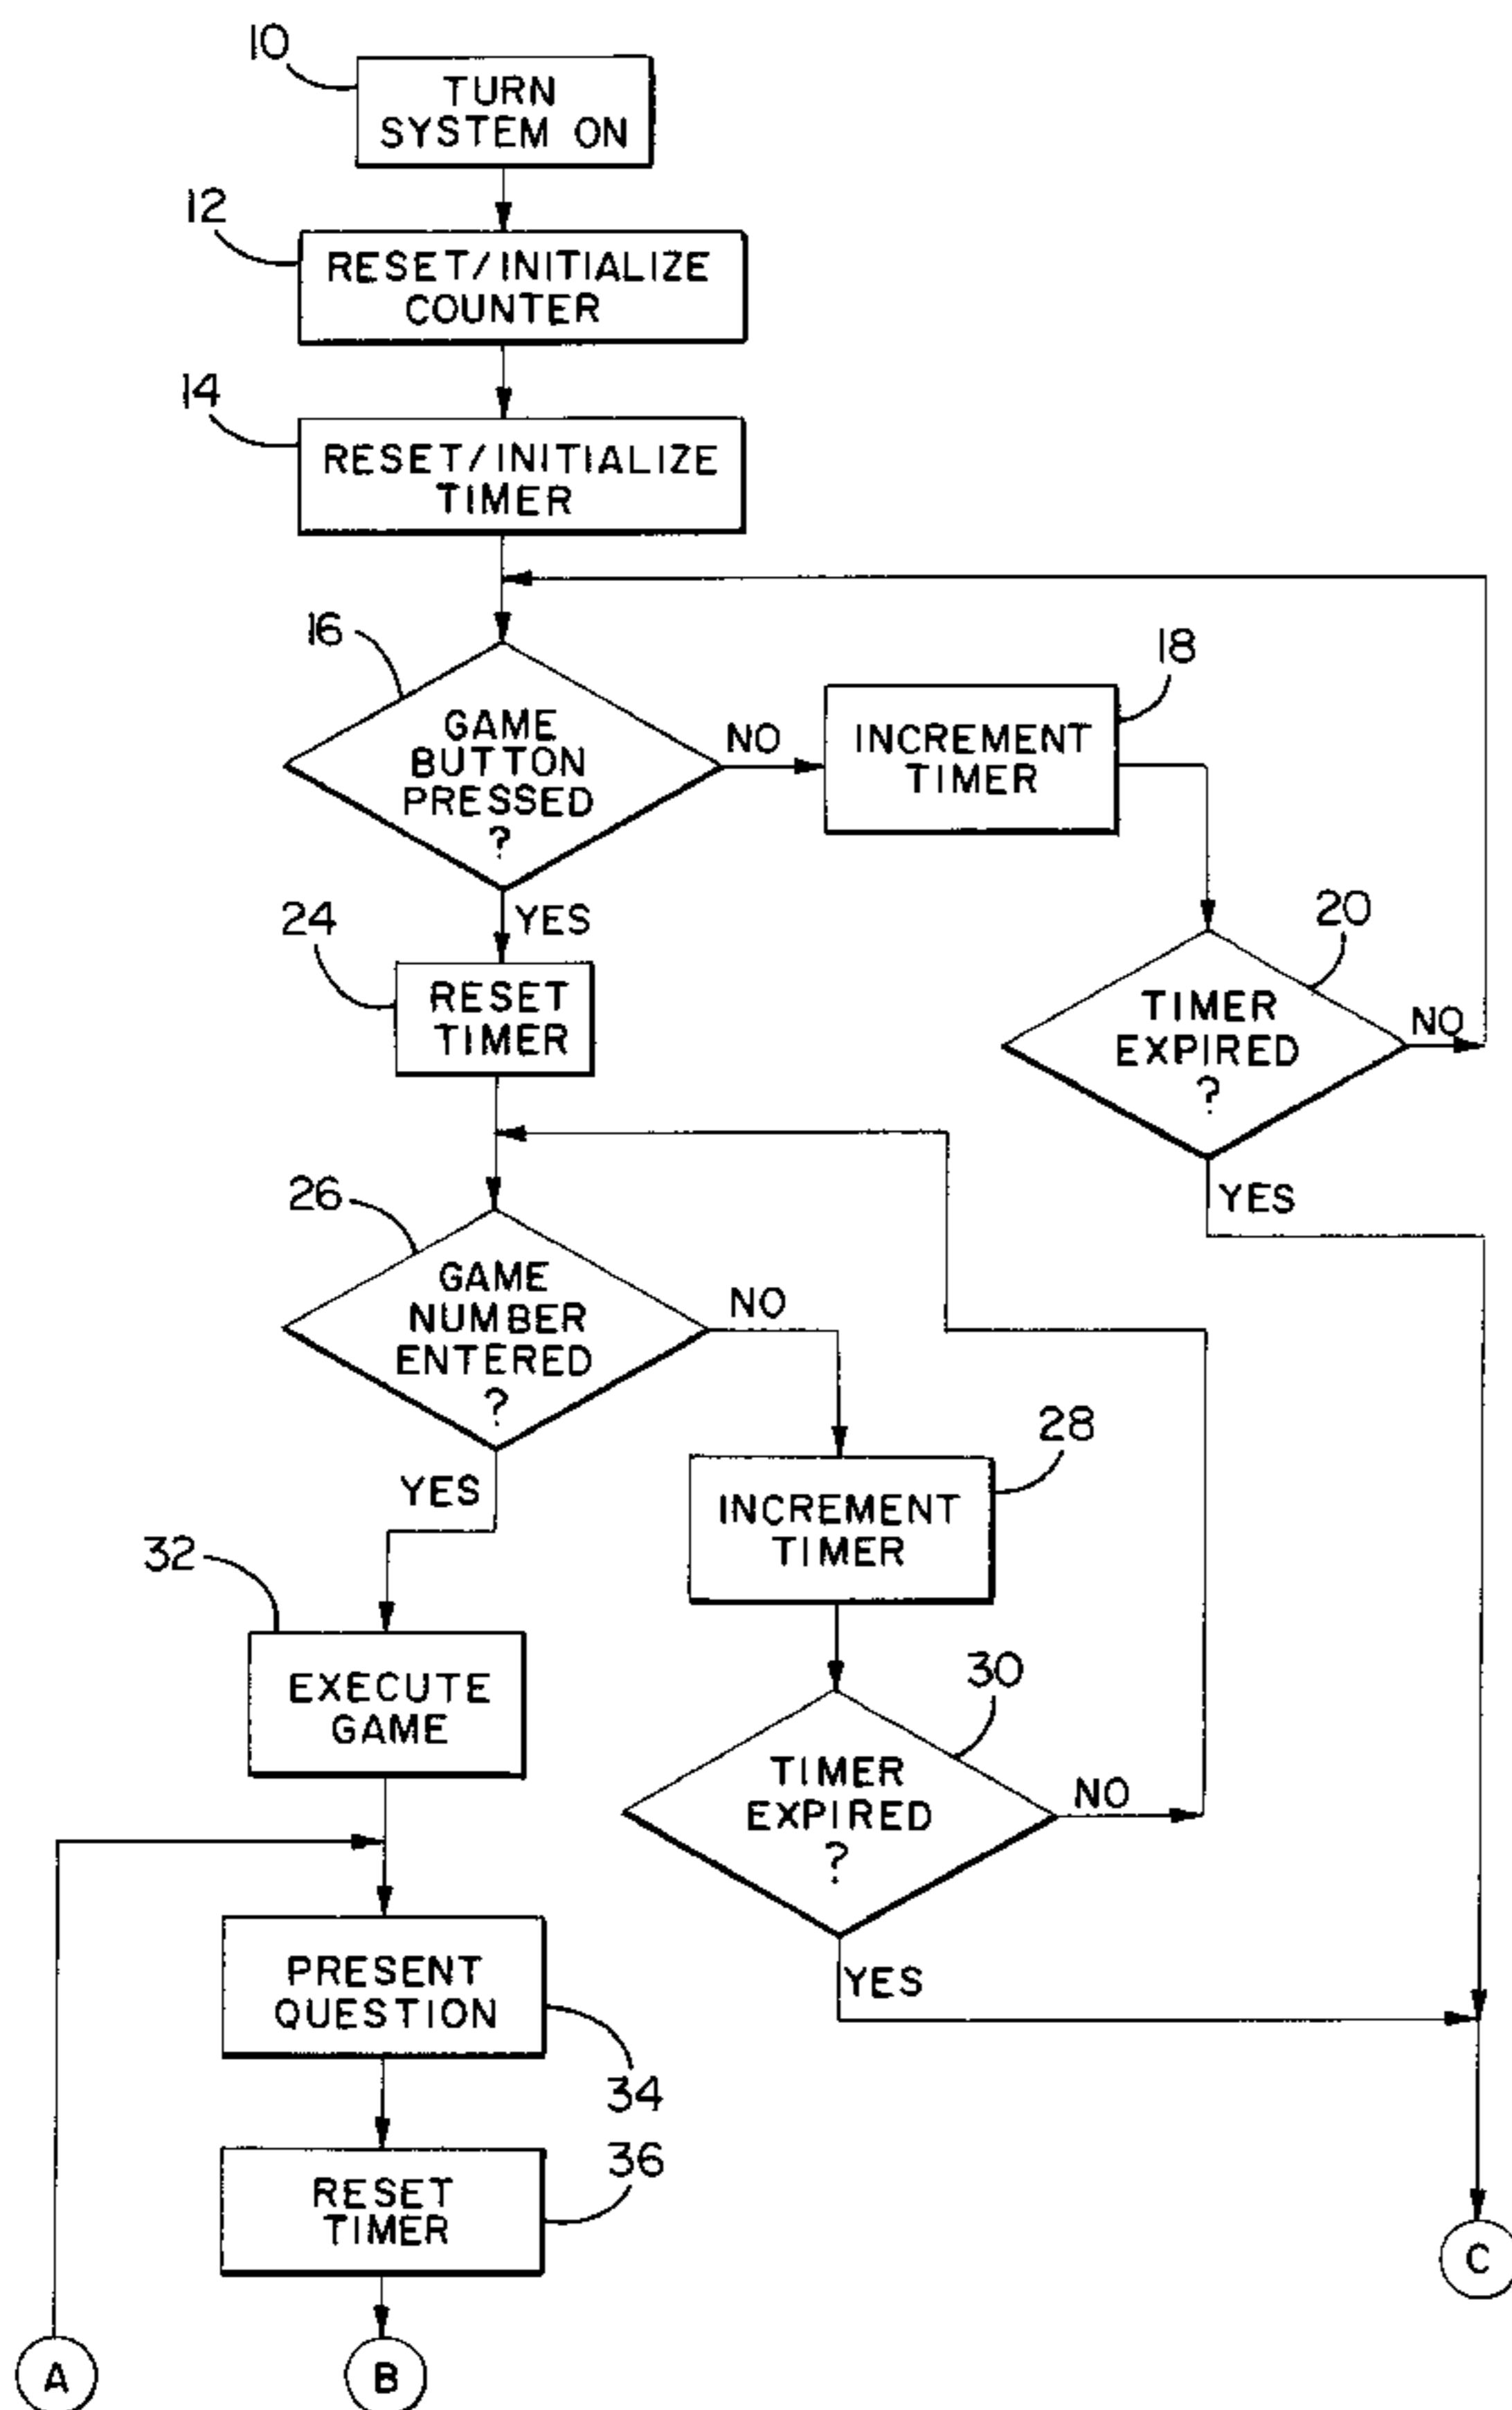 10
TURN
SYSTEM ON
12
RESET/INITIALIZE
COUNTER
14
RESET/INITIALIZE
TIMER
16
GAME
BUTTON
PRESSED
?
NO
18
INCREMENT
TIMER
YES
24
RESET
TIMER
20
TIMER
EXPIRED
?
NO
YES
26
GAME
NUMBER
ENTERED
?
NO
YES
28
INCREMENT
TIMER
32
EXECUTE
GAME
30
TIMER
EXPIRED
?
NO
YES
PRESENT
QUESTION
34
36
RESET
TIMER
C
A
B